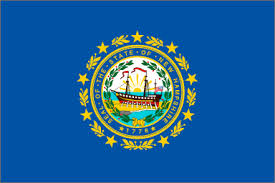 SEAL · OF · THE · STATE · OF · NEW · HAMPSHIRE
1776